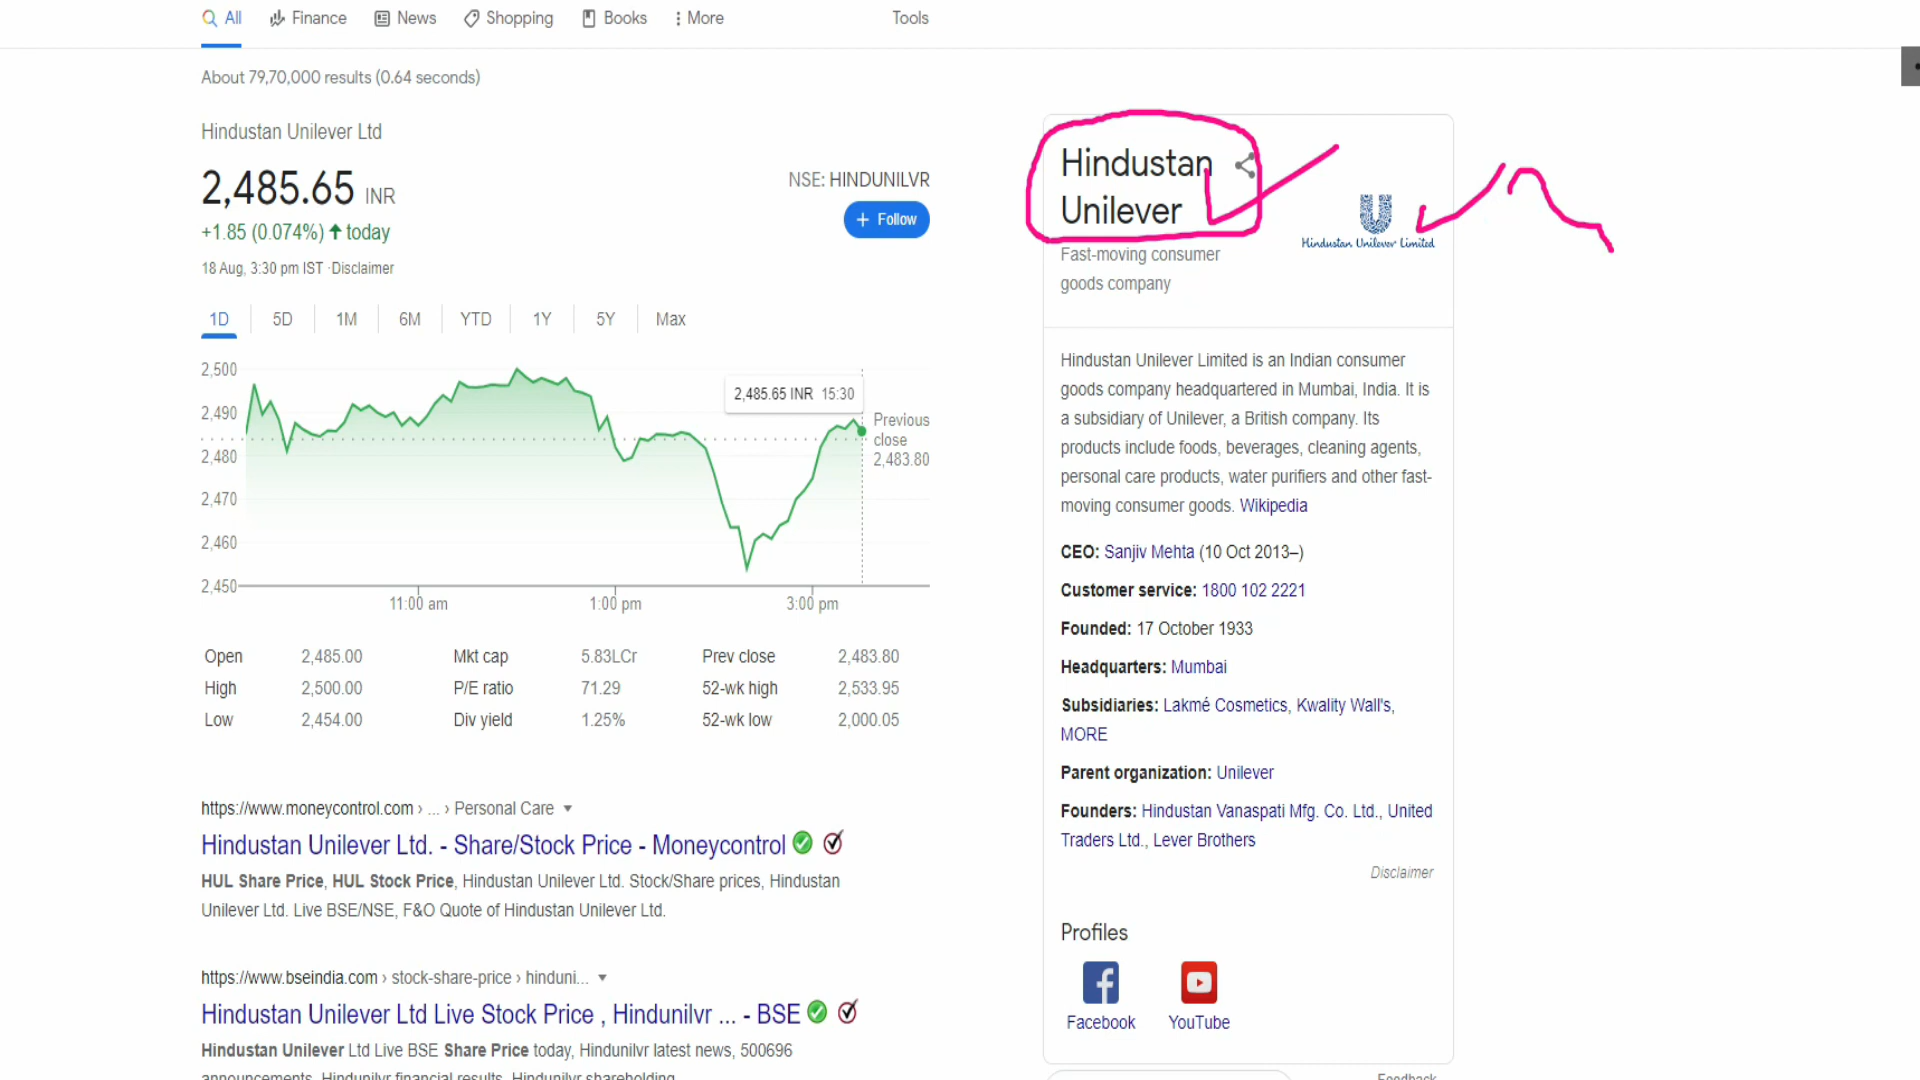 All Finance News Shopping Books More Tools
About 79,70,000 results (0.64 seconds)
Hindustan Unilever Ltd
2,485.65 INR
+1.85 (0.074%) today
18 Aug, 3:30 pm IST ·Disclaimer
NSE: HINDUNILVR
+ Follow
1D 5D 1M 6M YTD 1Y 5Y Max
2,500
2,490
2,480
2,470
2,460
2,450
2,485.65 INR 15:30
Previous
close
2,483.80
11:00 am 1:00 pm 3:00 pm
Open 2,485.00 Mkt cap 5.83LCr Prev close 2,483.80
High 2,500.00 P/E ratio 71.29 52-wk high 2,533.95
Low 2,454.00 Div yield 1.25% 52-wk low 2,000.05
https://www.moneycontrol.com › ... › Personal Care
Hindustan Unilever Ltd. - Share/Stock Price - Moneycontrol
HUL Share Price, HUL Stock Price, Hindustan Unilever Ltd. Stock/Share prices, Hindustan
Unilever Ltd. Live BSE/NSE, F&O Quote of Hindustan Unilever Ltd.
https://www.bseindia.com › stock-share-price › hinduni...
Hindustan Unilever Ltd Live Stock Price , Hindunilvr ... - BSE
Hindustan Unilever Ltd Live BSE Share Price today, Hindunilvr latest news, 500696
announcements, Hindunilvr financial results, Hindunilvr shareholding
Hindustan
Unilever
Fast-moving consumer
goods company
Hindustan Unilever Limited
Hindustan Unilever Limited is an Indian consumer
goods company headquartered in Mumbai, India. It is
a subsidiary of Unilever, a British company. Its
products include foods, beverages, cleaning agents,
personal care products, water purifiers and other fast-
moving consumer goods. Wikipedia
CEO: Sanjiv Mehta (10 Oct 2013–)
Customer service: 1800 102 2221
Founded: 17 October 1933
Headquarters: Mumbai
Subsidiaries: Lakmé Cosmetics, Kwality Wall's,
MORE
Parent organization: Unilever
Founders: Hindustan Vanaspati Mfg. Co. Ltd., United
Traders Ltd., Lever Brothers
Disclaimer
Profiles
Facebook YouTube
Feedback